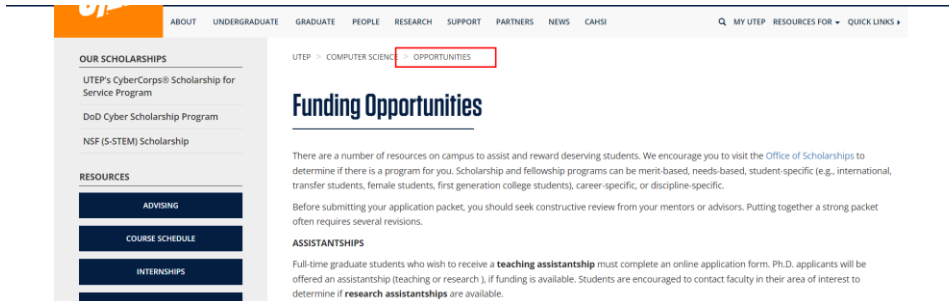 UTEP
ABOUT UNDERGRADUATE GRADUATE PEOPLE RESEARCH SUPPORT PARTNERS NEWS CAHSI MY UTEP RESOURCES FOR QUICK LINKS
OUR SCHOLARSHIPS
UTEP's CyberCorps® Scholarship for
Service Program
DoD Cyber Scholarship Program
NSF (S-STEM) Scholarship
RESOURCES
ADVISING
COURSE SCHEDULE
INTERNSHIPS
UTEP > COMPUTER SCIENCE > OPPORTUNITIES
Funding Opportunities
There are a number of resources on campus to assist and reward deserving students. We encourage you to visit the Office of Scholarships to
determine if there is a program for you. Scholarship and fellowship programs can be merit-based, needs-based, student-specific (e.g., international,
transfer students, female students, first generation college students), career-specific, or discipline-specific.
Before submitting your application packet, you should seek constructive review from your mentors or advisors. Putting together a strong packet
often requires several revisions.
ASSISTANTSHIPS
Full-time graduate students who wish to receive a teaching assistantship must complete an online application form. Ph.D. applicants will be
offered an assistantship (teaching or research ), if funding is available. Students are encouraged to contact faculty in their area of interest to
determine if research assistantships are available.